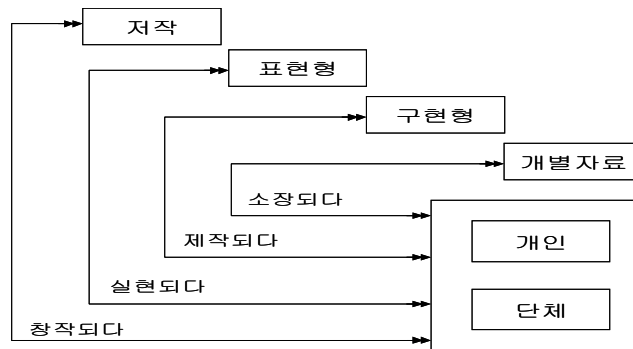 저작
표현형
구현형
개별자료
소장되다
개인
제작되다
실현되다
단체
창작되다